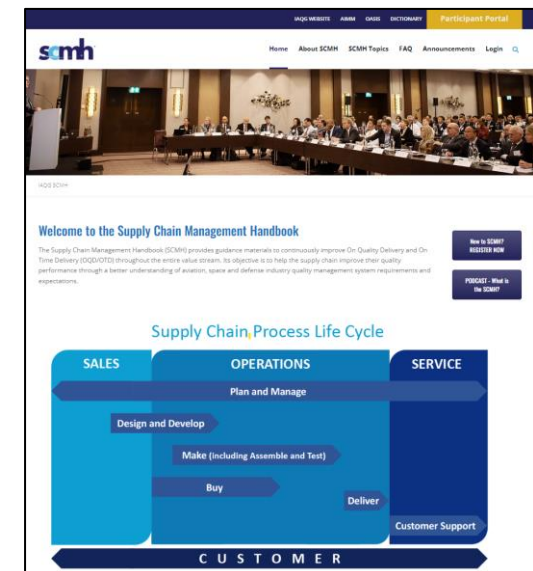 IAQG WEBSITE ABMM OASIS DICTIONARY Participant Portal
scmh
Home About SCMH SCMH Topics FAQ Announcements Login
IAQG SCMH
Welcome to the Supply Chain Management Handbook
The Supply Chain Management Handbook (SCMH) provides guidance materials to continuously improve On Quality Delivery and On
Time Delivery (OQD/OTD) throughout the entire value stream. Its objective is to help the supply chain improve their quality
performance through a better understanding of aviation, space and defense industry quality management system requirements and
expectations.
How to SCMH?
REGISTER NOW
PODCAST - What is
the SCMH?
Supply Chain Process Life Cycle
SALES OPERATIONS SERVICE
Plan and Manage
Design and Develop
Make (Including Assemble and Test)
Buy
Deliver
Customer Support
CUSTOMER